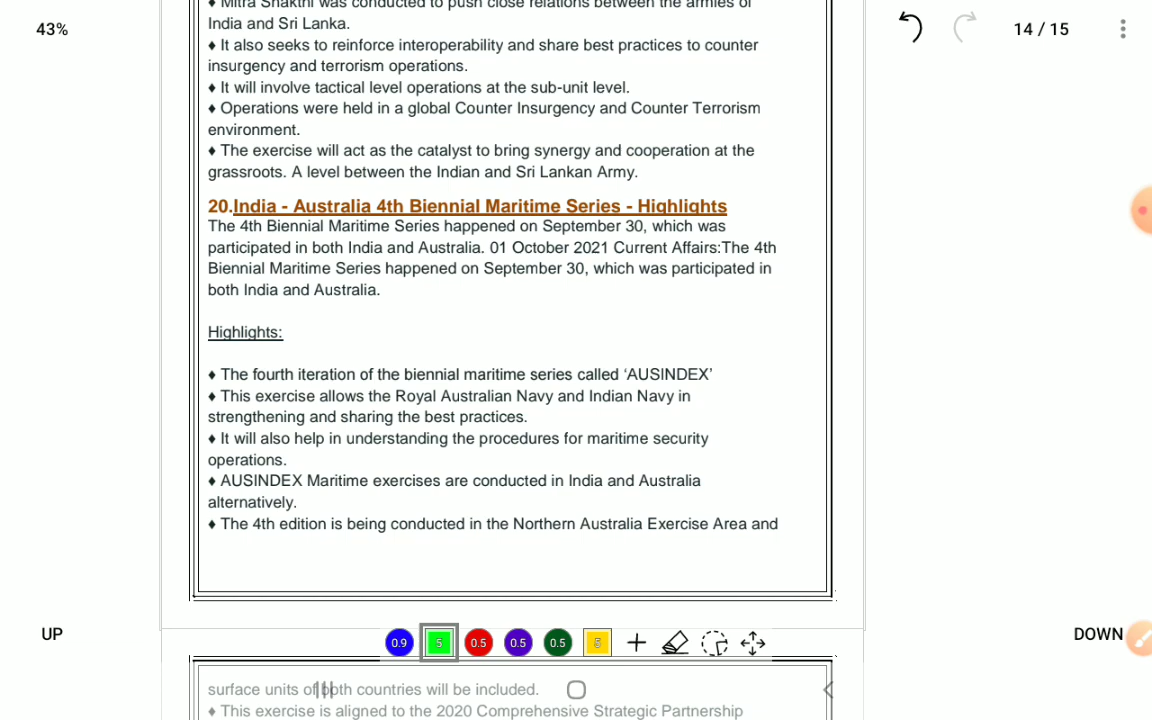 43%
14 / 15
♦ Mitra Shakthi was conducted to push close relations between the armies of
India and Sri Lanka.
♦ It also seeks to reinforce interoperability and share best practices to counter
insurgency and terrorism operations.
♦ It will involve tactical level operations at the sub-unit level.
♦ Operations were held in a global Counter Insurgency and Counter Terrorism
environment.
♦ The exercise will act as the catalyst to bring synergy and cooperation at the
grassroots. A level between the Indian and Sri Lankan Army.
20.India - Australia 4th Biennial Maritime Series - Highlights
The 4th Biennial Maritime Series happened on September 30, which was
participated in both India and Australia. 01 October 2021 Current Affairs:The 4th
Biennial Maritime Series happened on September 30, which was participated in
both India and Australia.
Highlights:
♦ The fourth iteration of the biennial maritime series called ‘AUSINDEX’
♦ This exercise allows the Royal Australian Navy and Indian Navy in
strengthening and sharing the best practices.
♦ It will also help in understanding the procedures for maritime security
operations.
♦ AUSINDEX Maritime exercises are conducted in India and Australia
alternatively.
♦ The 4th edition is being conducted in the Northern Australia Exercise Area and
UP
DOWN
0.9 5 0.5 0.5 0.5 5
surface units of both countries will be included.
♦ This exercise is aligned to the 2020 Comprehensive Strategic Partnership